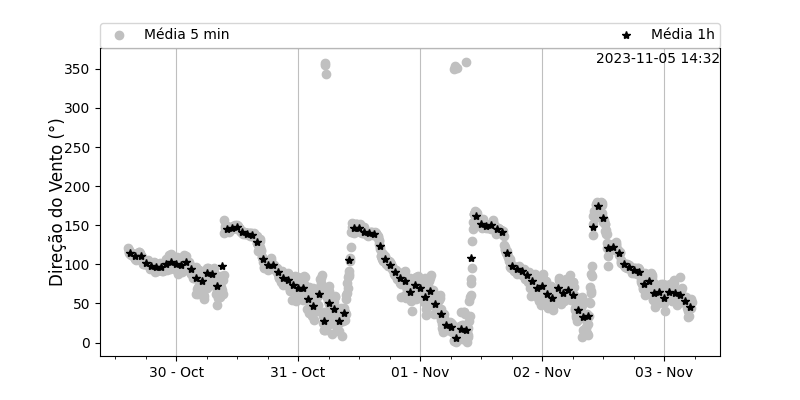 Média 5 min
Média 1h
2023-11-05 14:32
Direção do Vento (°)
350
300
250
200
150
100
50
0
30 - Oct
31 - Oct
01 - Nov
02 - Nov
03 - Nov